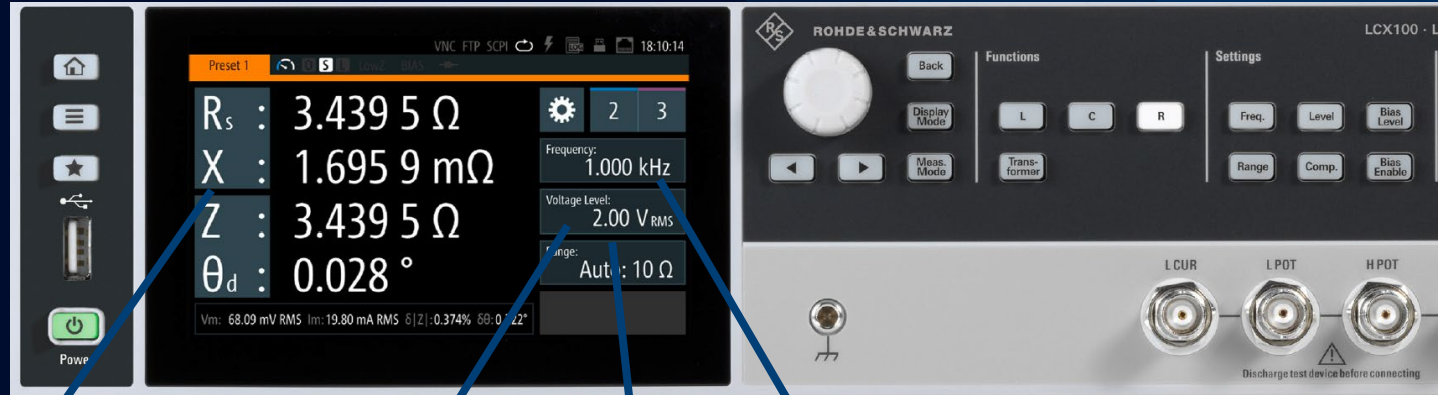 VNC FTP SCPI 18:10:14
Preset 1 D S L LowZ BIAS
Rs : 3.439 5 Ω
X : 1.695 9 mΩ
Z : 3.439 5 Ω
θd : 0.028 °
Vm: 68.09 mV RMS Im: 19.80 mA RMS δ|Z|:0.374% δθ:
2 3
Frequency:
1.000 kHz
Voltage Level:
2.00 V RMS
Range:
Auto: 10 Ω
Power
R&S
ROHDE&SCHWARZ
LCX100 · L
Back
Display
Mode
Meas.
Mode
Functions
L C R
Trans-
former
Settings
Freq. Level Bias
Level
Range Comp. Bias
Enable
L CUR L POT H POT
Discharge test device before connecting